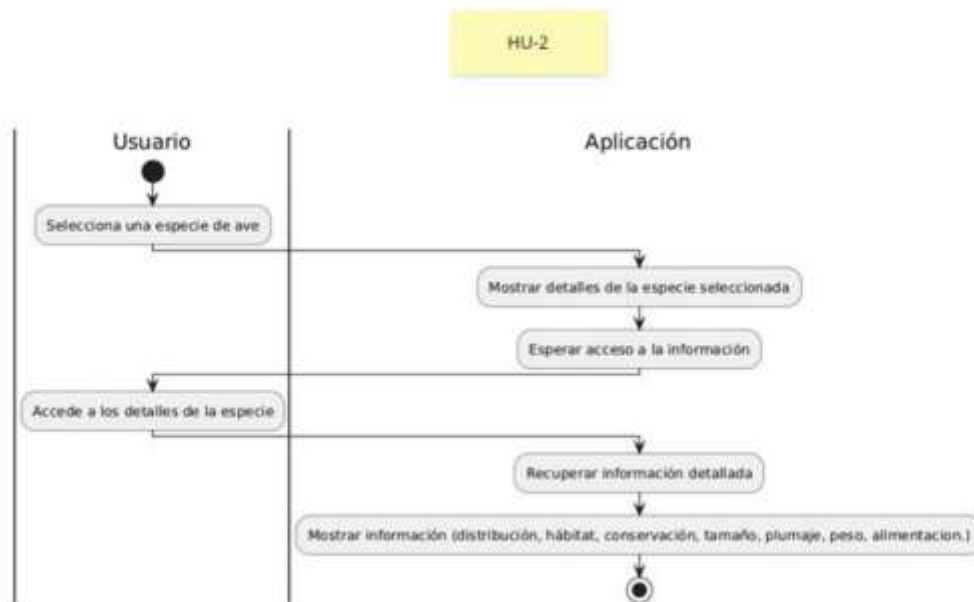 HU-2
Usuario
Aplicación
Selecciona una especie de ave
Mostrar detalles de la especie seleccionada
Esperar acceso a la información
Accede a los detalles de la especie
Recuperar información detallada
Mostrar información (distribución, hábitat, conservación, tamaño, plumaje, peso, alimentacion.)